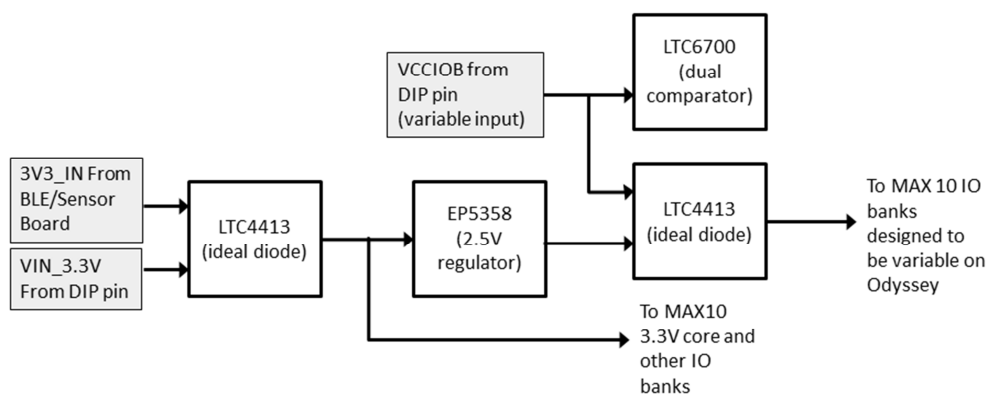 LTC6700
(dual
comparator)
VCCIOB from
DIP pin
(variable input)
3V3_IN From
BLE/Sensor
Board
VIN_3.3V
From DIP pin
LTC4413
(ideal diode)
EP5358
(2.5V
regulator)
LTC4413
(ideal diode)
To MAX 10 IO
banks
designed to
be variable on
Odyssey
To MAX10
3.3V core and
other IO
banks